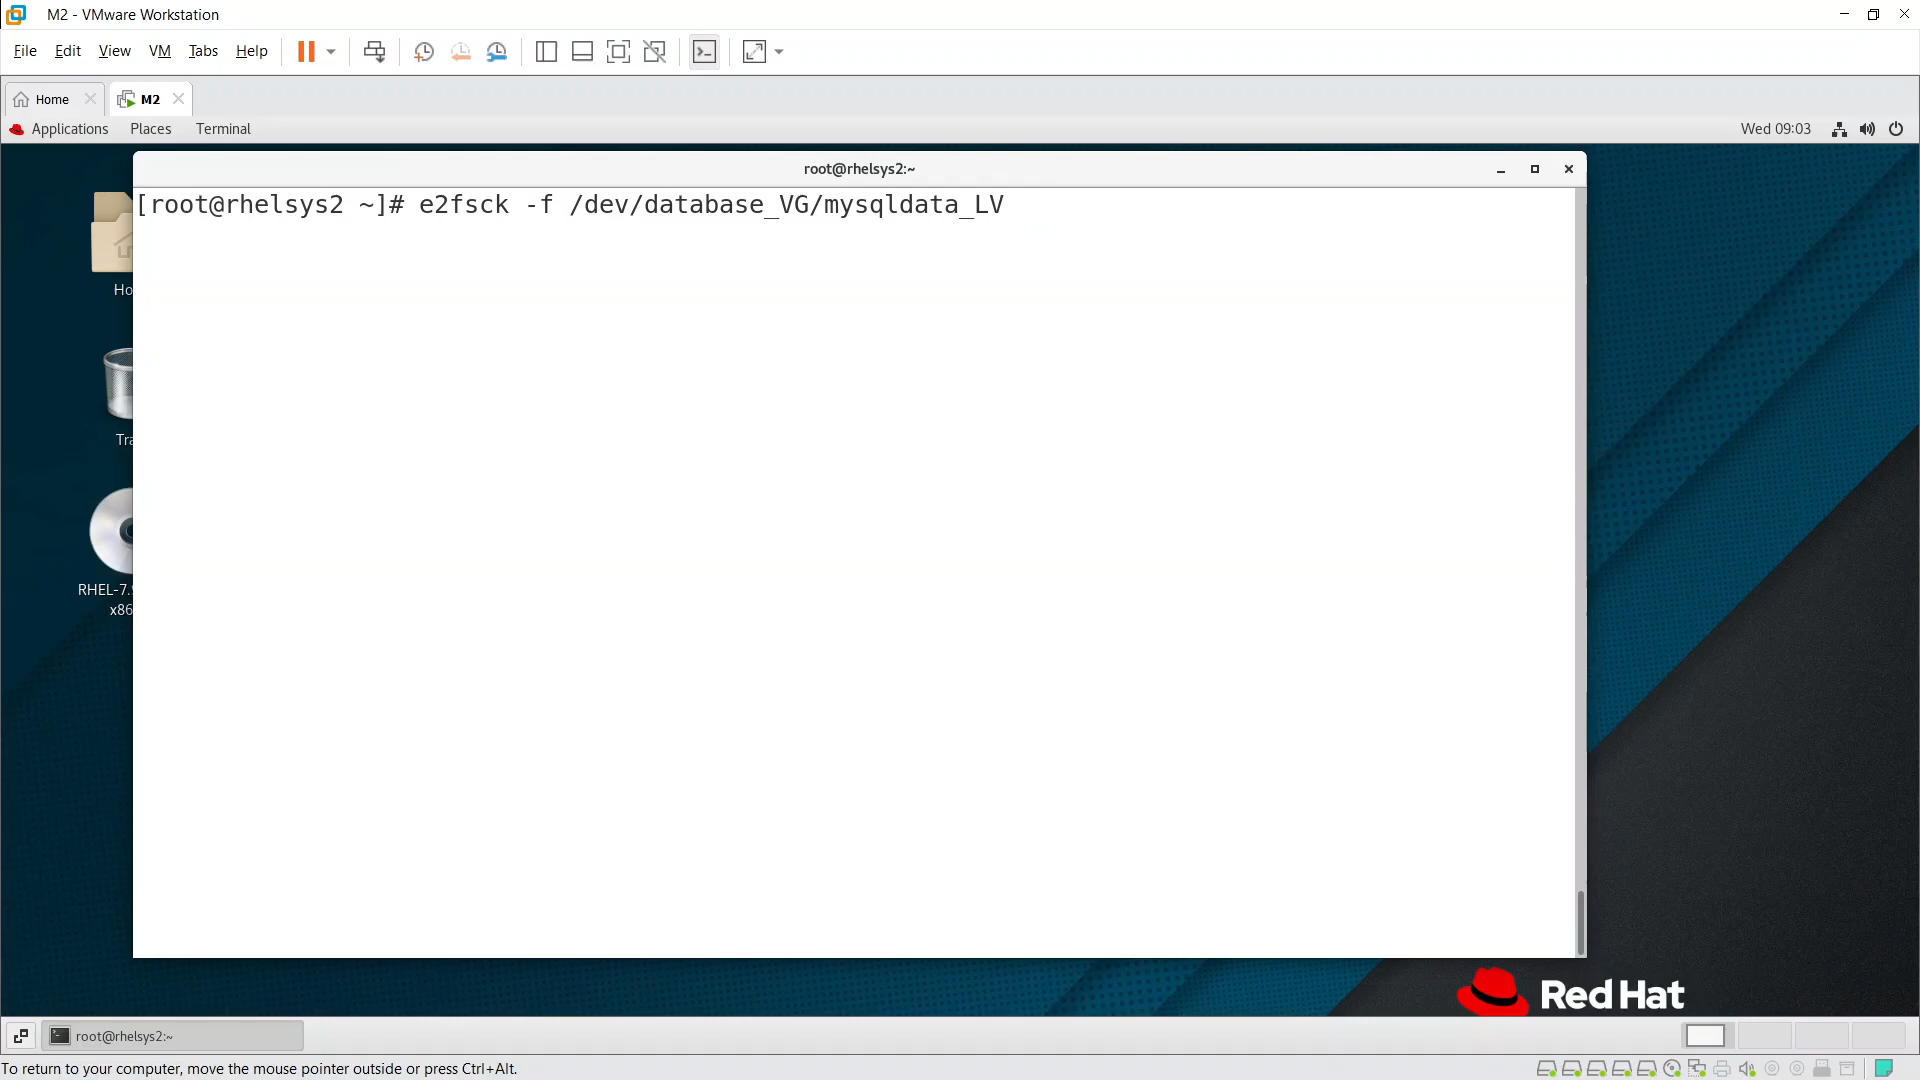 M2 - VMware Workstation
File Edit View VM Tabs Help
Home M2
Applications Places Terminal Wed 09:03
root@rhelsys2:~
[root@rhelsys2 ~]# e2fsck -f /dev/database_VG/mysqldata_LV
Ho
Tra
RHEL-7.9
x86
Red Hat
root@rhelsys2:~
To return to your computer, move the mouse pointer outside or press Ctrl+Alt.